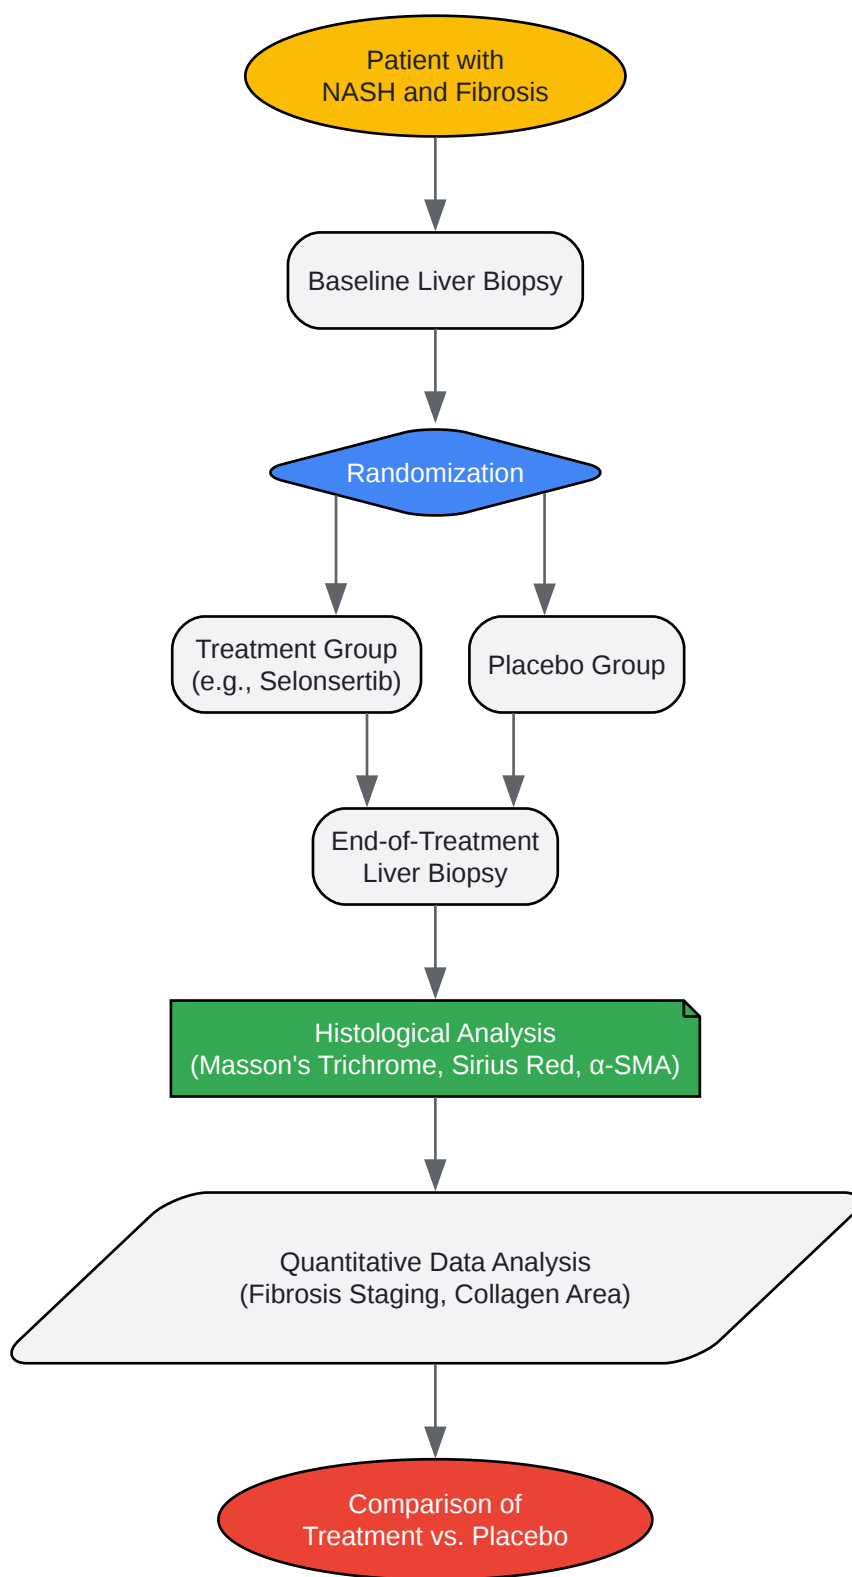 Patient with
NASH and Fibrosis
Baseline Liver Biopsy
Randomization
Treatment Group
(e.g., Selonsertib)
Placebo Group
End-of-Treatment
Liver Biopsy
Histological Analysis
(Masson's Trichrome, Sirius Red, α-SMA)
Quantitative Data Analysis
(Fibrosis Staging, Collagen Area)
Comparison of
Treatment vs. Placebo